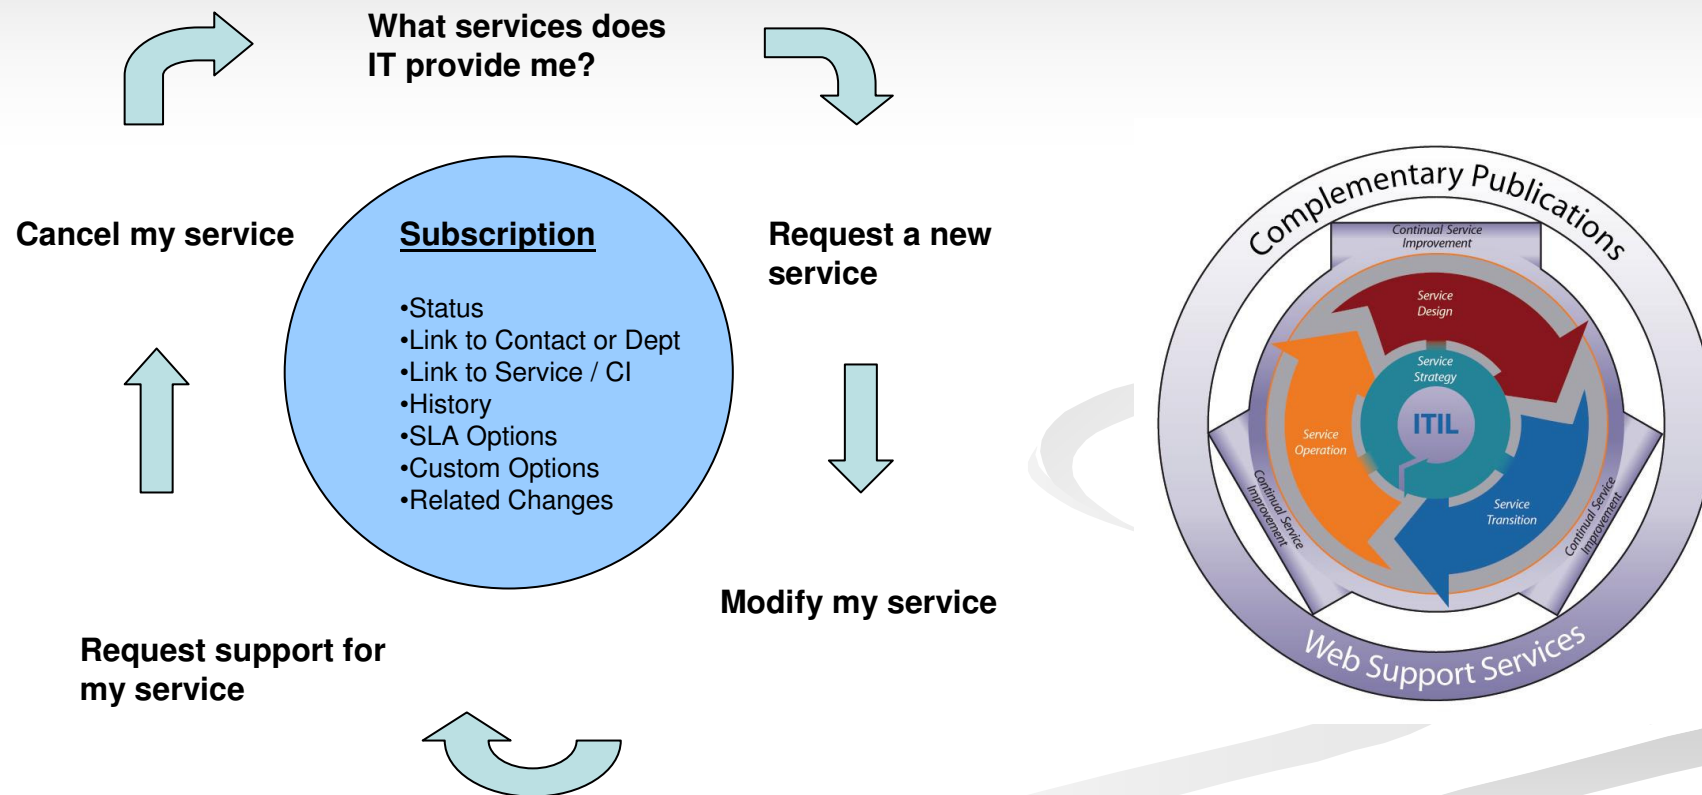 What services does
IT provide me?
Cancel my service
Subscription
•Status
•Link to Contact or Dept
•Link to Service / CI
•History
•SLA Options
•Custom Options
•Related Changes
Request a new
service
Modify my service
Request support for
my service
Complementary Publications
Continual Service
Improvement
Service
Design
Service
Strategy
ITIL
Service
Operation
Service
Transition
Continual Service
Improvement
Continual Service
Improvement
Web Support Services